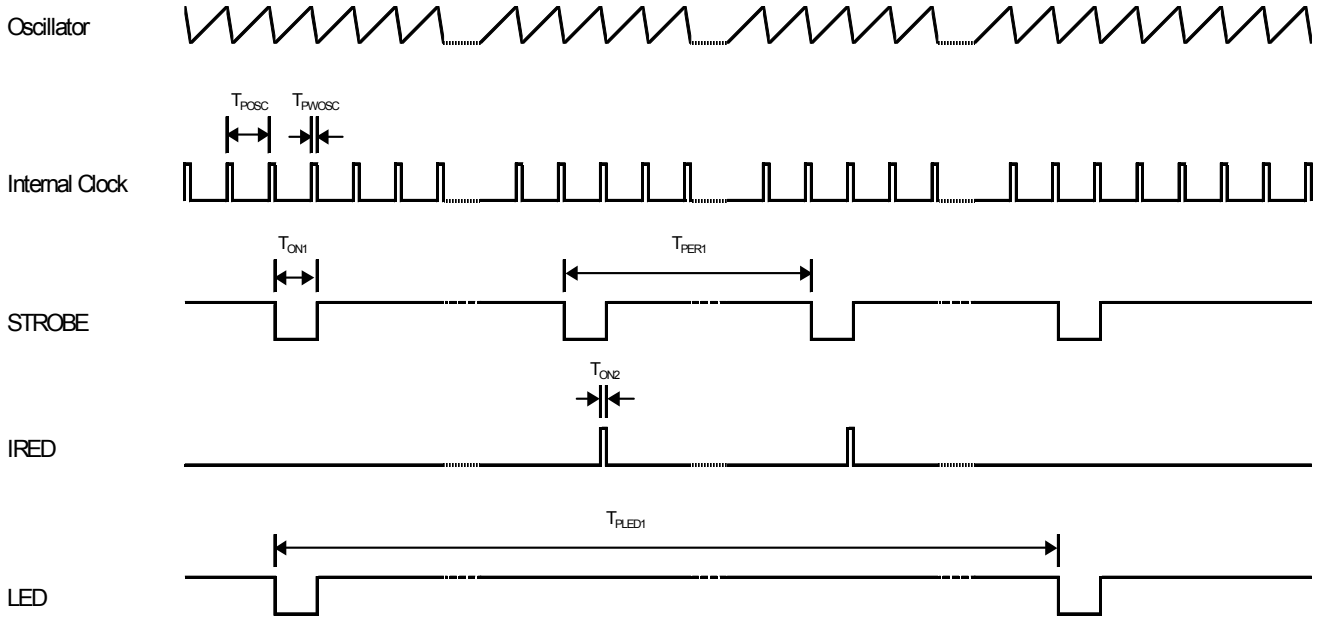 Oscillator
TPOSC TPWOSC
Internal Clock
TON1 TPER1
STROBE
TON2
IRED
TPLED1
LED